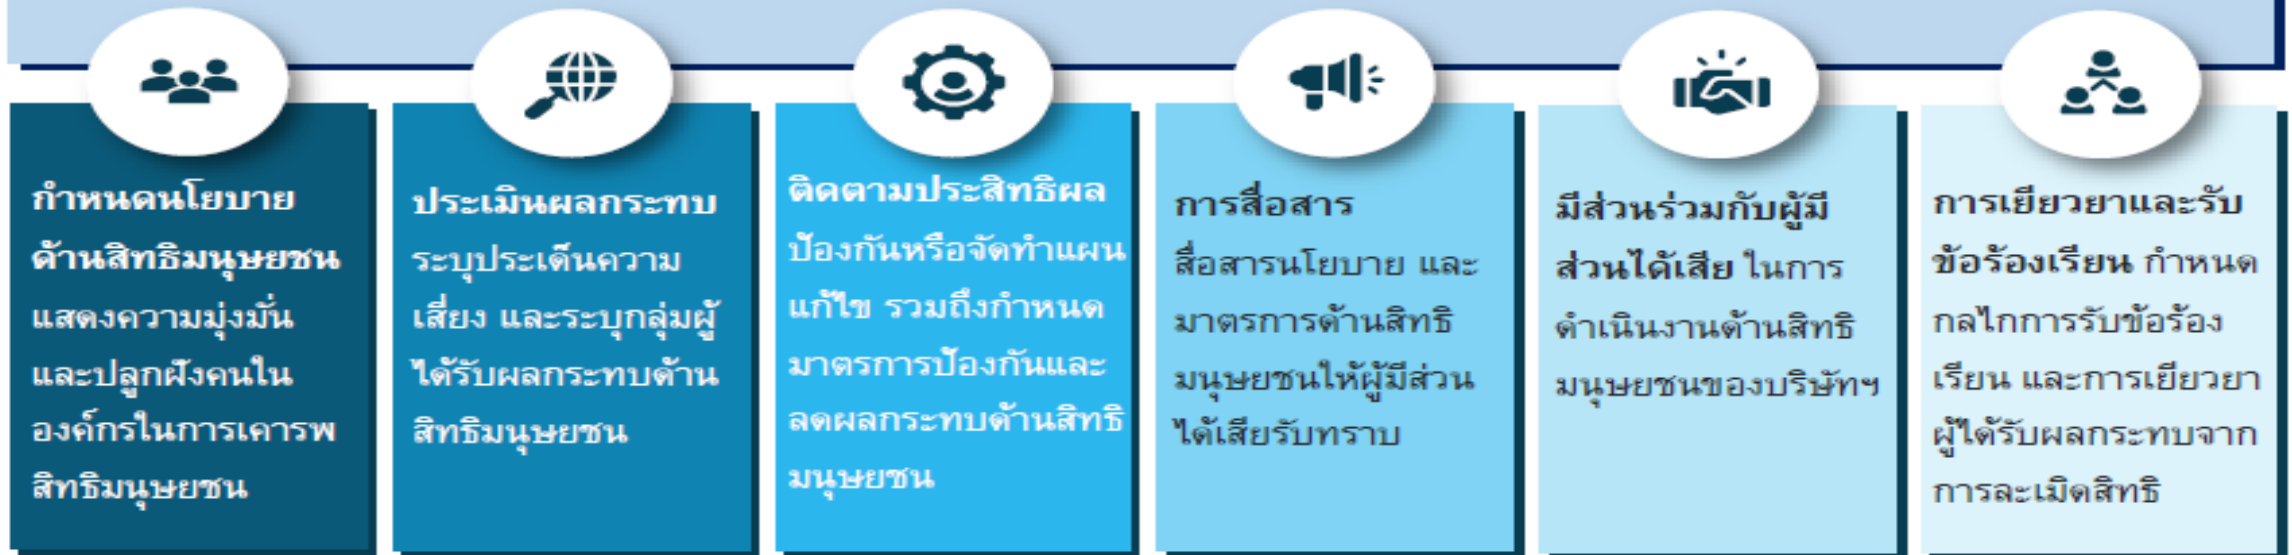 กำหนดนโยบาย
ด้านสิทธิมนุษยชน
แสดงความมุ่งมั่น
และปลูกฝังคนใน
องค์กรในการเคารพ
สิทธิมนุษยชน
ประเมินผลกระทบ
ระบุประเด็นความ
เสี่ยง และระบุกลุ่มผู้
ได้รับผลกระทบด้าน
สิทธิมนุษยชน
ติดตามประสิทธิผล
ป้องกันหรือจัดทำแผน
แก้ไข รวมถึงกำหนด
มาตรการป้องกันและ
ลดผลกระทบด้านสิทธิ
มนุษยชน
การสื่อสาร
สื่อสารนโยบาย และ
มาตรการด้านสิทธิ
มนุษยชนให้ผู้มีส่วน
ได้เสียรับทราบ
มีส่วนร่วมกับผู้มี
ส่วนได้เสีย ในการ
ดำเนินงานด้านสิทธิ
มนุษยชนของบริษัทฯ
การเยียวยาและรับ
ข้อร้องเรียน กำหนด
กลไกการรับข้อร้อง
เรียน และการเยียวยา
ผู้ได้รับผลกระทบจาก
การละเมิดสิทธิ